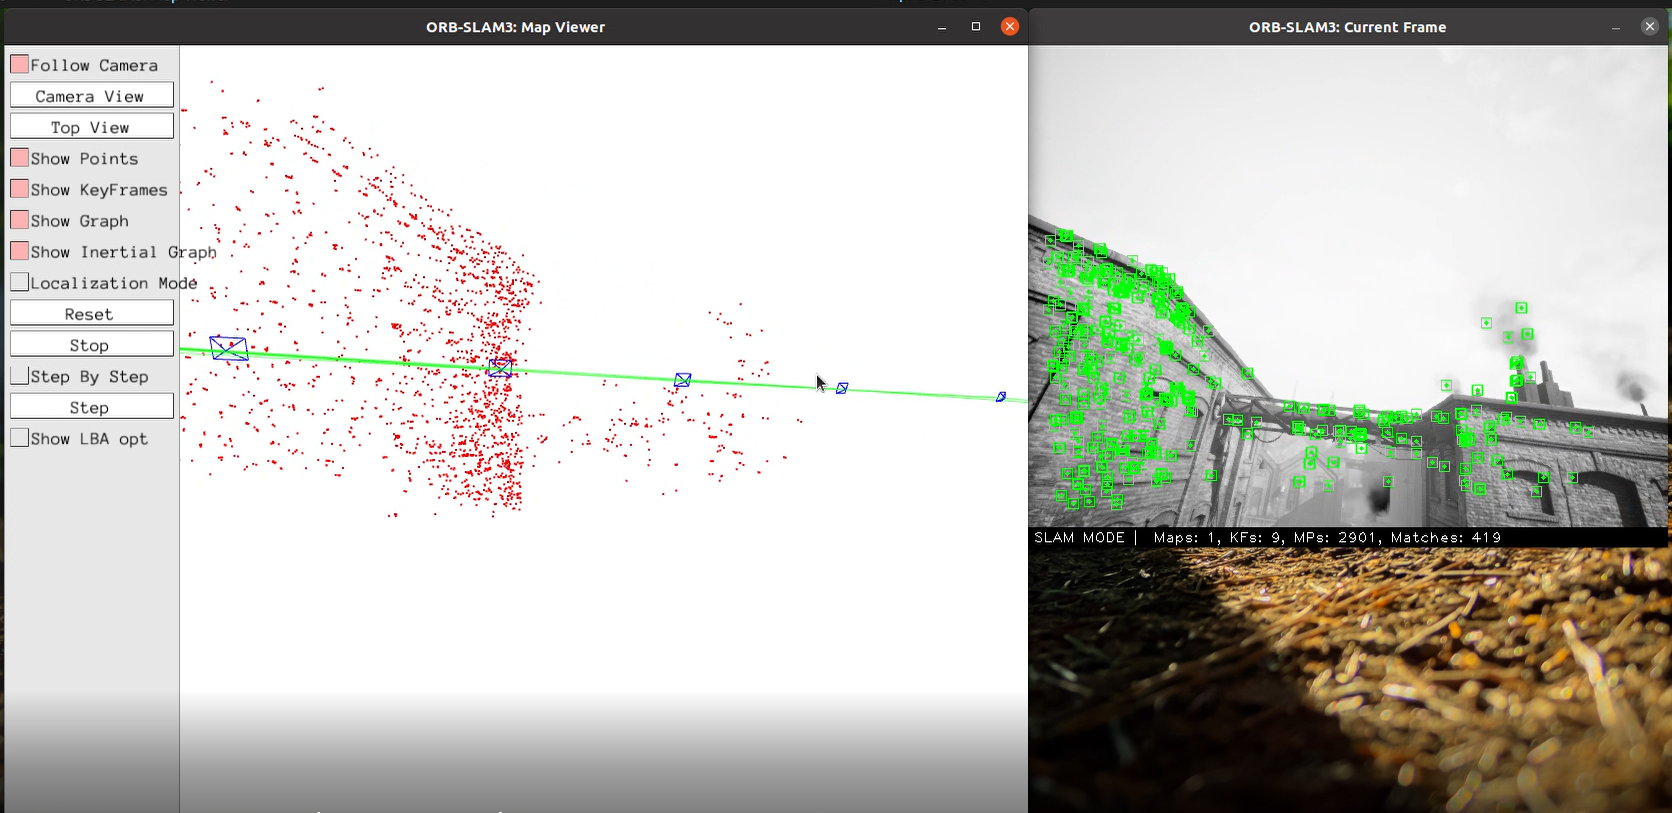 ORB-SLAM3: Map Viewer
Follow Camera
Camera View
Top View
Show Points
Show KeyFrames
Show Graph
Show Inertial Graph
Localization Mode
Reset
Stop
Step By Step
Step
Show LBA opt
ORB-SLAM3: Current Frame
SLAM MODE | Maps: 1, KFs: 9, MPs: 2901, Matches: 419